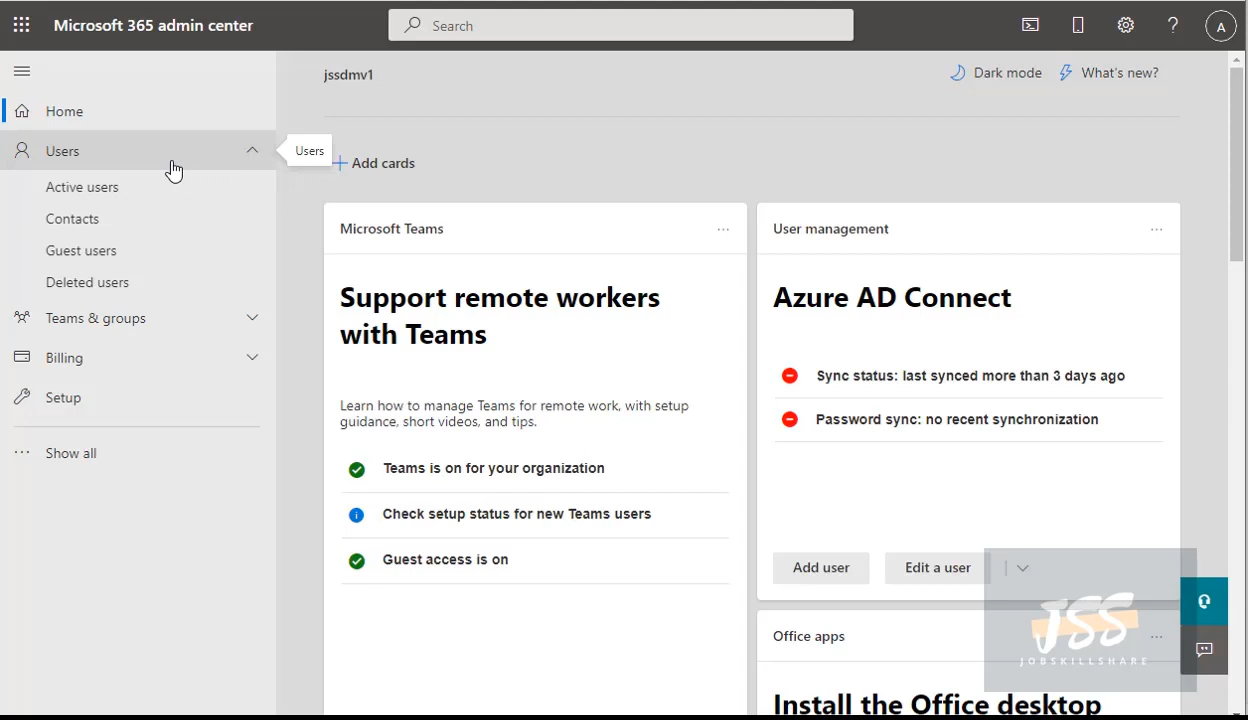 Microsoft 365 admin center
Search
A
jssdmv1
Dark mode
What's new?
Home
Users
Users
Add cards
Active users
Contacts
Guest users
Deleted users
Teams & groups
Billing
Setup
Show all
Microsoft Teams
Support remote workers
with Teams
Learn how to manage Teams for remote work, with setup
guidance, short videos, and tips.
Teams is on for your organization
Check setup status for new Teams users
Guest access is on
User management
Azure AD Connect
Sync status: last synced more than 3 days ago
Password sync: no recent synchronization
Add user
Edit a user
Office apps
Install the Office desktop
JSS
JOBSKILLSHARE